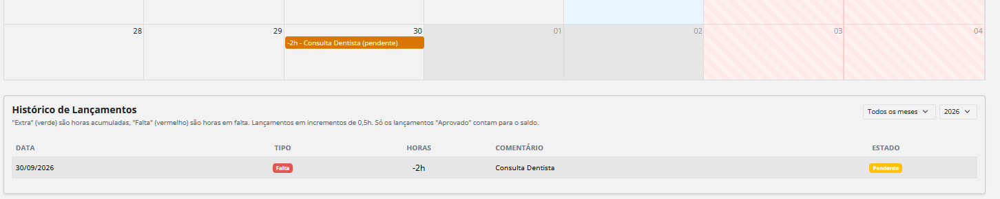 28 29 30 01 02 03 04
-2h - Consulta Dentista (pendente)
Histórico de Lançamentos
Todos os meses 2026
"Extra" (verde) são horas acumuladas, "Falta" (vermelho) são horas em falta. Lançamentos em incrementos de 0,5h. Só os lançamentos "Aprovado" contam para o saldo.
DATA TIPO HORAS COMENTÁRIO ESTADO
30/09/2026 Falta -2h Consulta Dentista Pendente